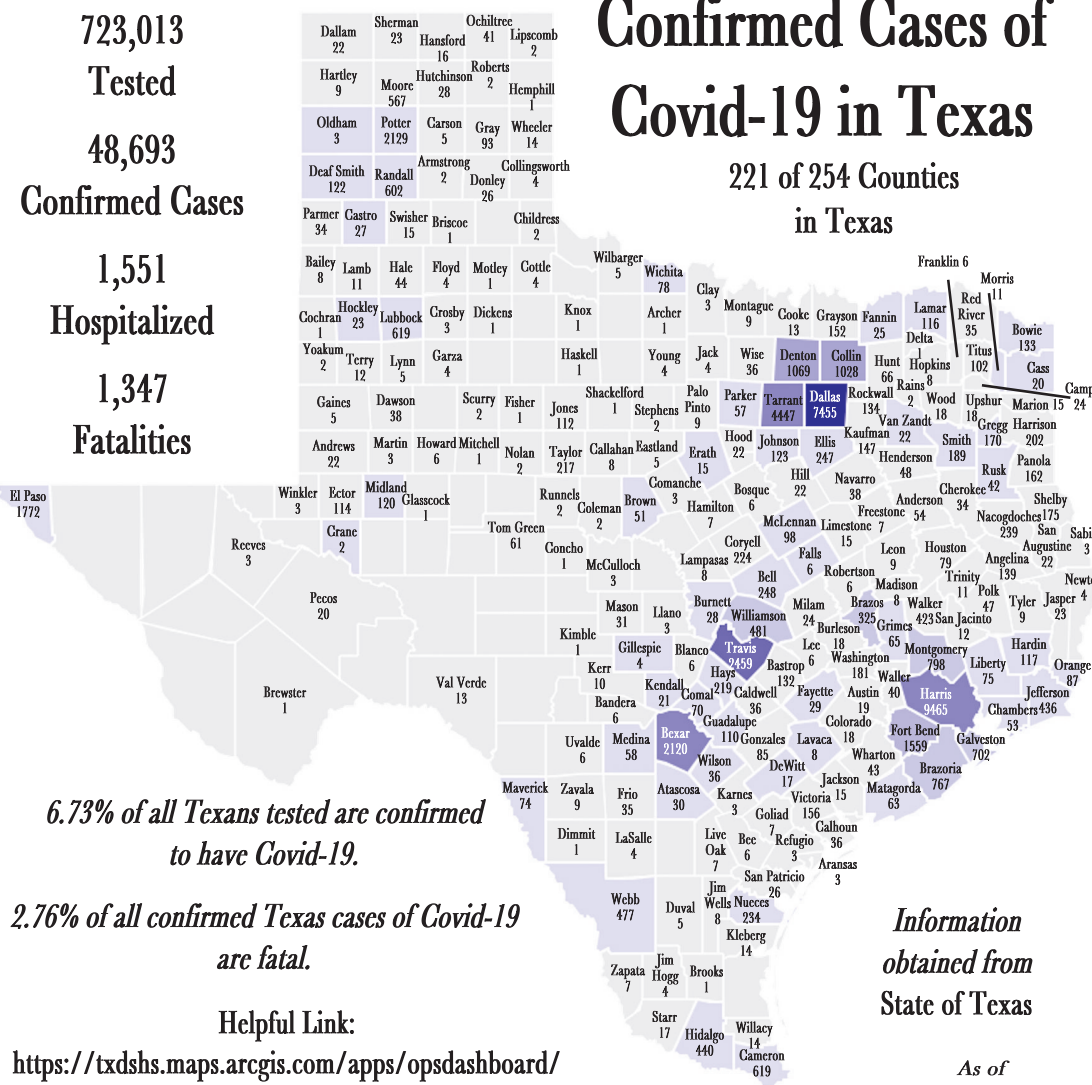 723,013
Tested
48,693
Confirmed Cases
1,551
Hospitalized
1,347
Fatalities
Confirmed Cases of
Covid-19 in Texas
221 of 254 Counties
in Texas
Dallam
22
Sherman
23
Hansford
16
Ochiltree
41
Lipscomb
2
Hartley
9
Moore
567
Hutchinson
28
Roberts
2
Hemphill
1
Oldham
3
Potter
2129
Carson
5
Gray
93
Wheeler
14
Deaf Smith
122
Randall
602
Armstrong
2
Donley
26
Collingsworth
4
Parmer
34
Castro
27
Swisher
15
Briscoe
1
Childress
2
Bailey
8
Lamb
11
Hale
44
Floyd
4
Motley
1
Cottle
4
Wilbarger
5
Wichita
78
Clay
3
Montague
9
Cooke
13
Grayson
152
Fannin
25
Lamar
116
Franklin 6
Red
River
35
Morris
11
Bowie
133
Cochran
1
Hockley
23
Lubbock
619
Crosby
3
Dickens
1
Knox
1
Archer
1
Delta
1
Titus
102
Cass
20
Yoakum
2
Terry
12
Lynn
5
Garza
4
Haskell
1
Young
4
Jack
4
Wise
36
Denton
1069
Collin
1028
Hunt
66
Hopkins
8
Camp
24
Gaines
5
Dawson
38
Scurry
2
Fisher
1
Jones
112
Shackelford
1
Stephens
2
Palo
Pinto
9
Parker
57
Tarrant
4447
Dallas
7455
Rockwall
134
Rains
2
Wood
18
Upshur
18
Marion 15
Kaufman
147
Van Zandt
22
Gregg
170
Harrison
202
Andrews
22
Martin
3
Howard
6
Mitchell
1
Nolan
2
Taylor
217
Callahan
8
Eastland
5
Erath
15
Hood
22
Johnson
123
Ellis
247
Henderson
48
Smith
189
Rusk
42
Panola
162
El Paso
1772
Winkler
3
Ector
114
Midland
120
Glasscock
1
Runnels
2
Coleman
2
Brown
51
Comanche
3
Hamilton
7
Bosque
6
Hill
22
Navarro
38
Freestone
7
Anderson
54
Cherokee
34
Nacogdoches
239
Shelby
175
Crane
2
Reeves
3
Tom Green
61
Concho
1
McCulloch
3
Lampasas
8
Coryell
224
McLennan
98
Limestone
15
Falls
6
Leon
9
Houston
79
Angelina
139
San
Augustine
22
Sabi
3
Pecos
20
Bell
248
Robertson
6
Madison
8
Trinity
11
Polk
47
Tyler
9
Jasper
23
Newt
4
Mason
31
Llano
3
Burnett
28
Williamson
481
Milam
24
Brazos
325
Grimes
65
Walker
423
San Jacinto
12
Kimble
1
Gillespie
4
Blanco
6
Travis
2459
Lee
6
Burleson
18
Washington
181
Montgomery
798
Liberty
75
Hardin
117
Orange
87
Brewster
1
Val Verde
13
Kerr
10
Kendall
21
Hays
219
Bastrop
132
Waller
40
Harris
9465
Chambers
53
Jefferson
436
Bandera
6
Comal
70
Caldwell
36
Fayette
29
Austin
19
Colorado
18
Fort Bend
1559
Galveston
702
Uvalde
6
Medina
58
Bexar
2120
Guadalupe
110
Gonzales
85
Lavaca
8
Wharton
43
Brazoria
767
Wilson
36
DeWitt
17
Jackson
15
Matagorda
63
Maverick
74
Zavala
9
Frio
35
Atascosa
30
Karnes
3
Victoria
156
Goliad
7
Calhoun
36
Dimmit
1
LaSalle
4
Live
Oak
7
Bee
6
Refugio
3
Aransas
3
San Patricio
26
Webb
477
Duval
5
Jim
Wells
8
Nueces
234
Kleberg
14
Zapata
7
Jim
Hogg
4
Brooks
1
Starr
17
Hidalgo
440
Willacy
14
Cameron
619
6.73% of all Texans tested are confirmed
to have Covid-19.
2.76% of all confirmed Texas cases of Covid-19
are fatal.
Helpful Link:
https://txdshs.maps.arcgis.com/apps/opsdashboard/
Information
obtained from
State of Texas
As of